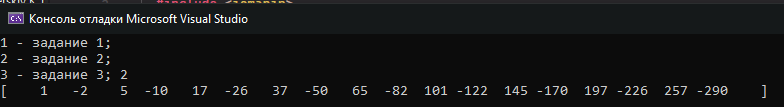 Консоль отладки Microsoft Visual Studio
1 - задание 1;
2 - задание 2;
3 - задание 3; 2
[ 1 -2 5 -10 17 -26 37 -50 65 -82 101 -122 145 -170 197 -226 257 -290 ]